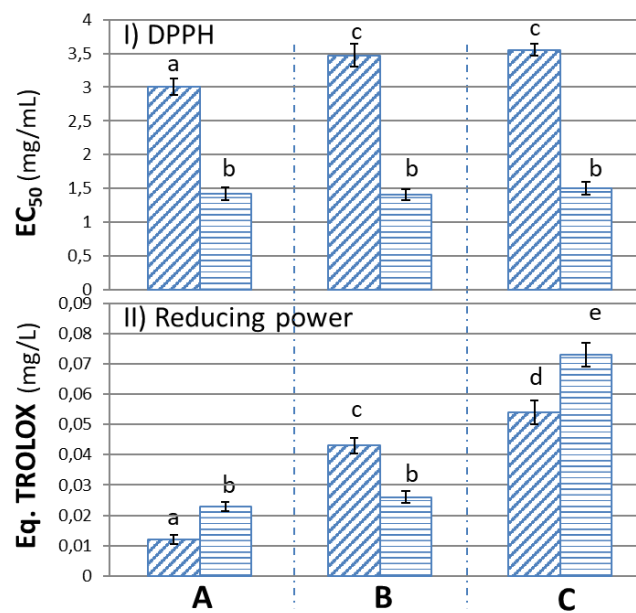 I) DPPH
EC₅₀ (mg/mL)
4
3,5
3
2,5
2
1,5
1
0,5
0
a
b
c
b
c
b
II) Reducing power
Eq. TROLOX (mg/L)
0,09
0,08
0,07
0,06
0,05
0,04
0,03
0,02
0,01
0
a
b
c
b
d
e
A
B
C